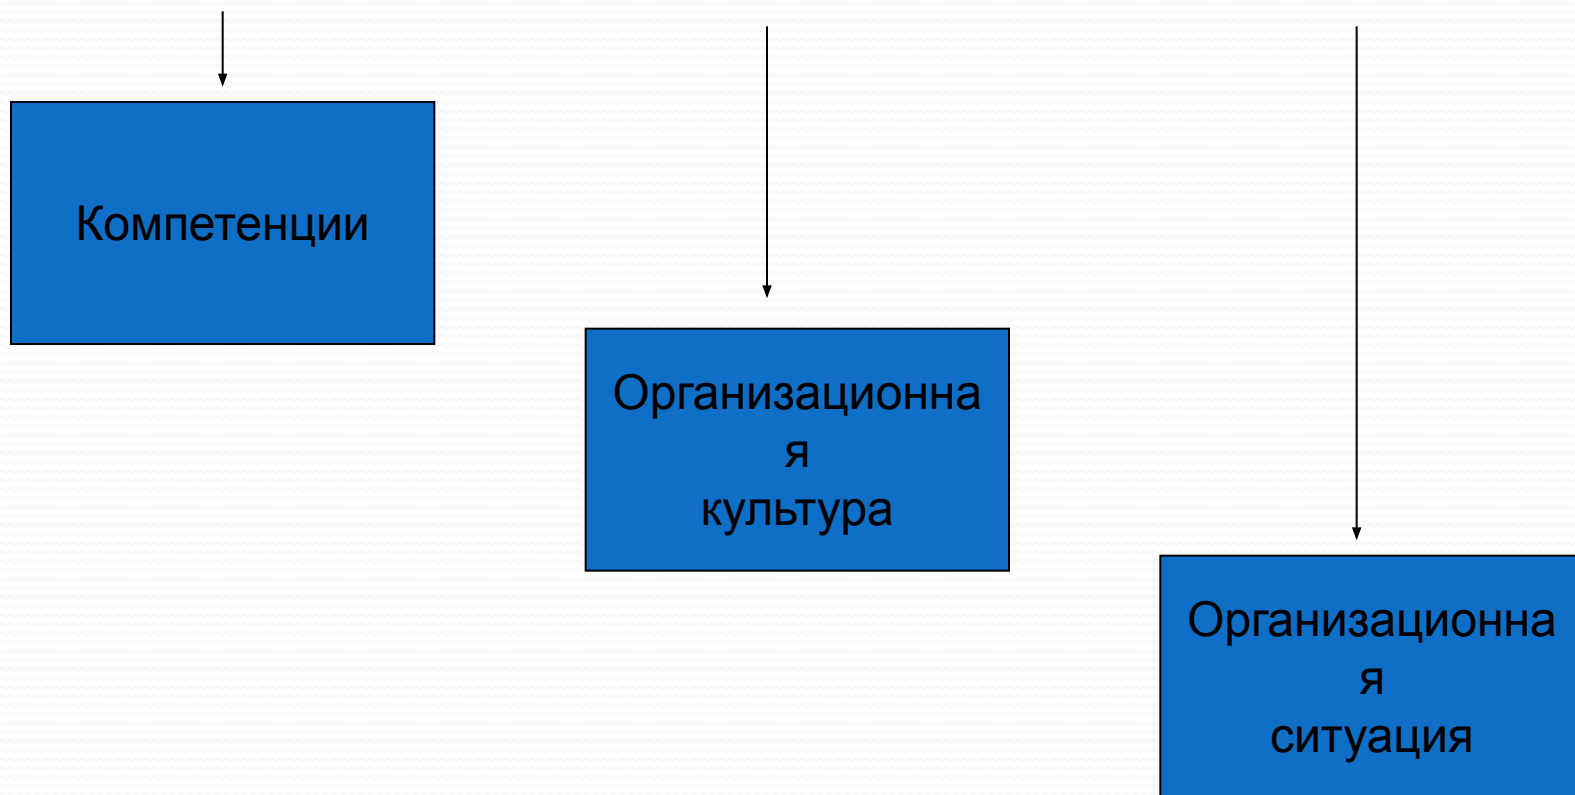 Компетенции
Организационна
я
культура
Организационна
я
ситуация